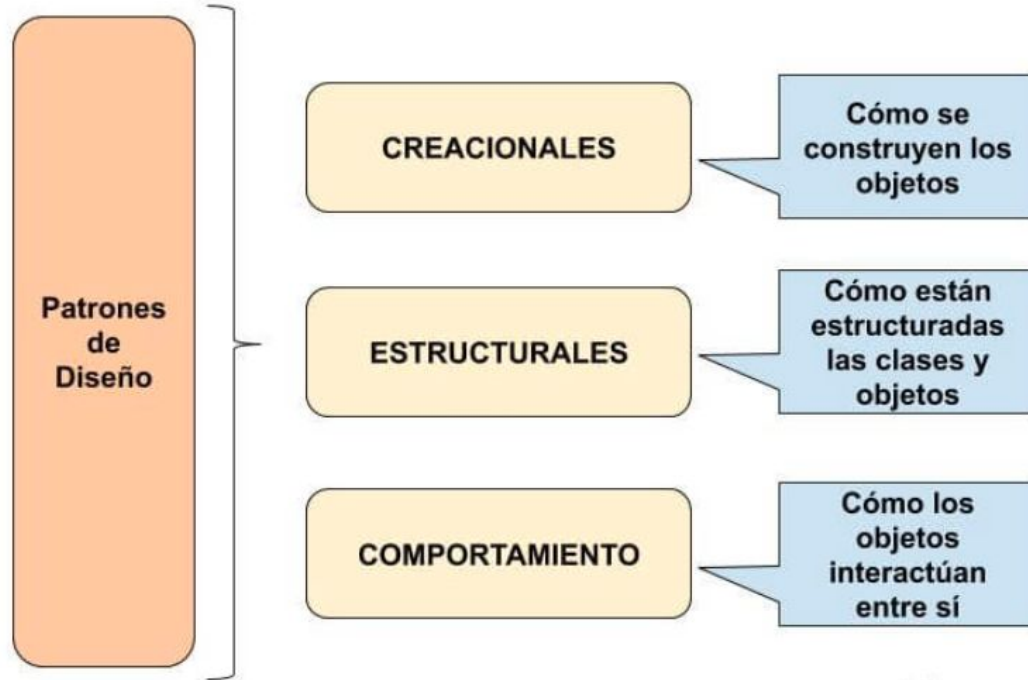 Patrones
de
Diseño
CREACIONALES
Cómo se
construyen los
objetos
ESTRUCTURALES
Cómo están
estructuradas
las clases y
objetos
COMPORTAMIENTO
Cómo los
objetos
interactúan
entre sí